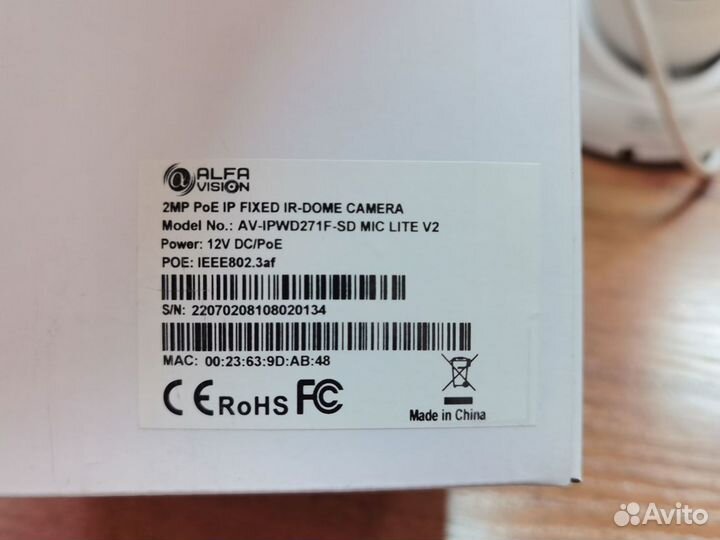 @ ALFA
VISION
2MP PoE IP FIXED IR-DOME CAMERA
Model No.: AV-IPWD271F-SD MIC LITE V2
Power: 12V DC/PoE
POE: IEEE802.3af
S/N: 22070208108020134
MAC: 00:23:63:9D:AB:48
CE RoHS FC
Made in China
Avito